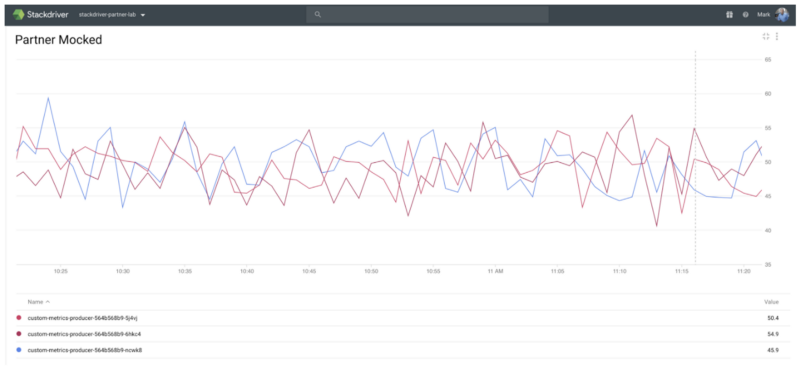 Stackdriver stackdriver-partner-lab Mark
Partner Mocked
65
60
55
50
45
40
35
10:25 10:30 10:35 10:40 10:45 10:50 10:55 11 AM 11:05 11:10 11:15 11:20
Name Value
custom-metrics-producer-564b568b9-5j4vj 50.4
custom-metrics-producer-564b568b9-6hkc4 54.9
custom-metrics-producer-564b568b9-ncwk8 45.9